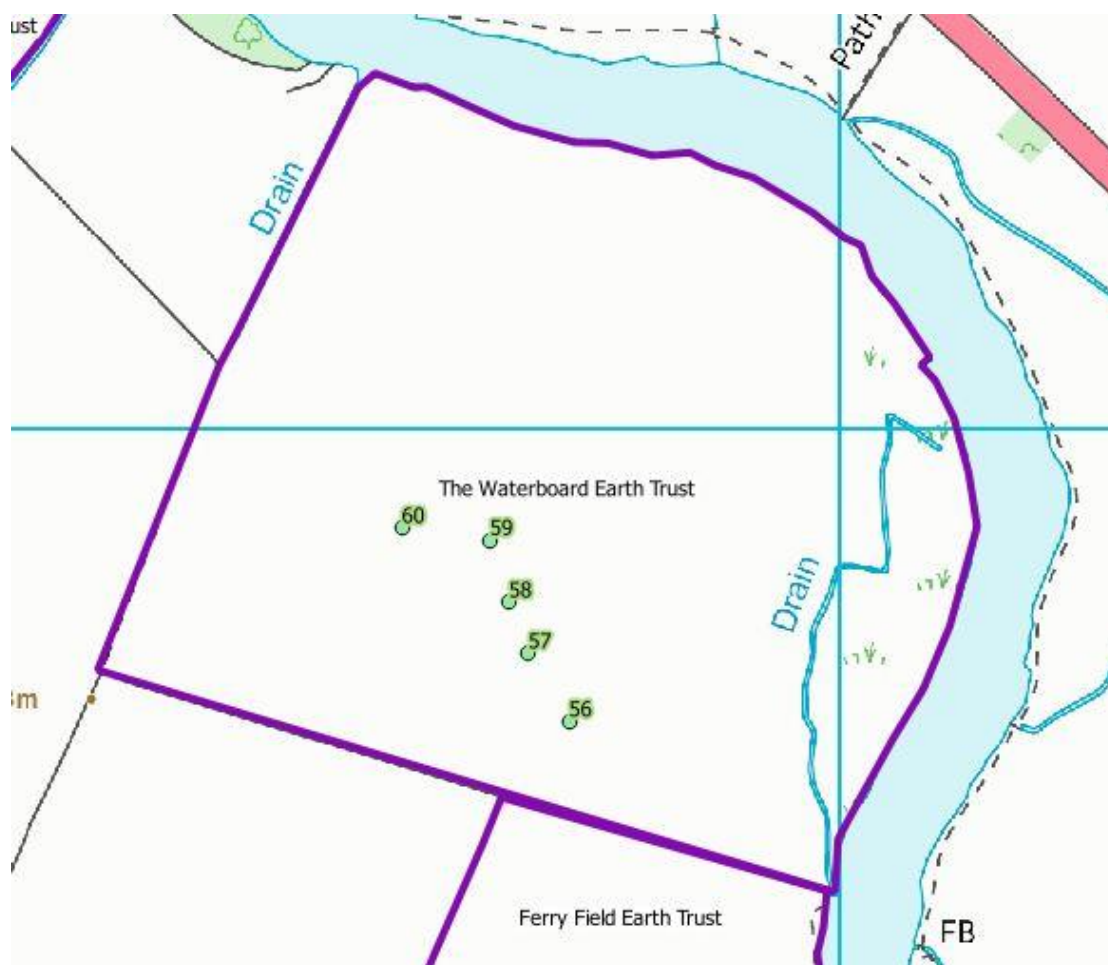 ust
Path
Drain
The Waterboard Earth Trust
60
59
58
Drain
57
m
56
Ferry Field Earth Trust
FB